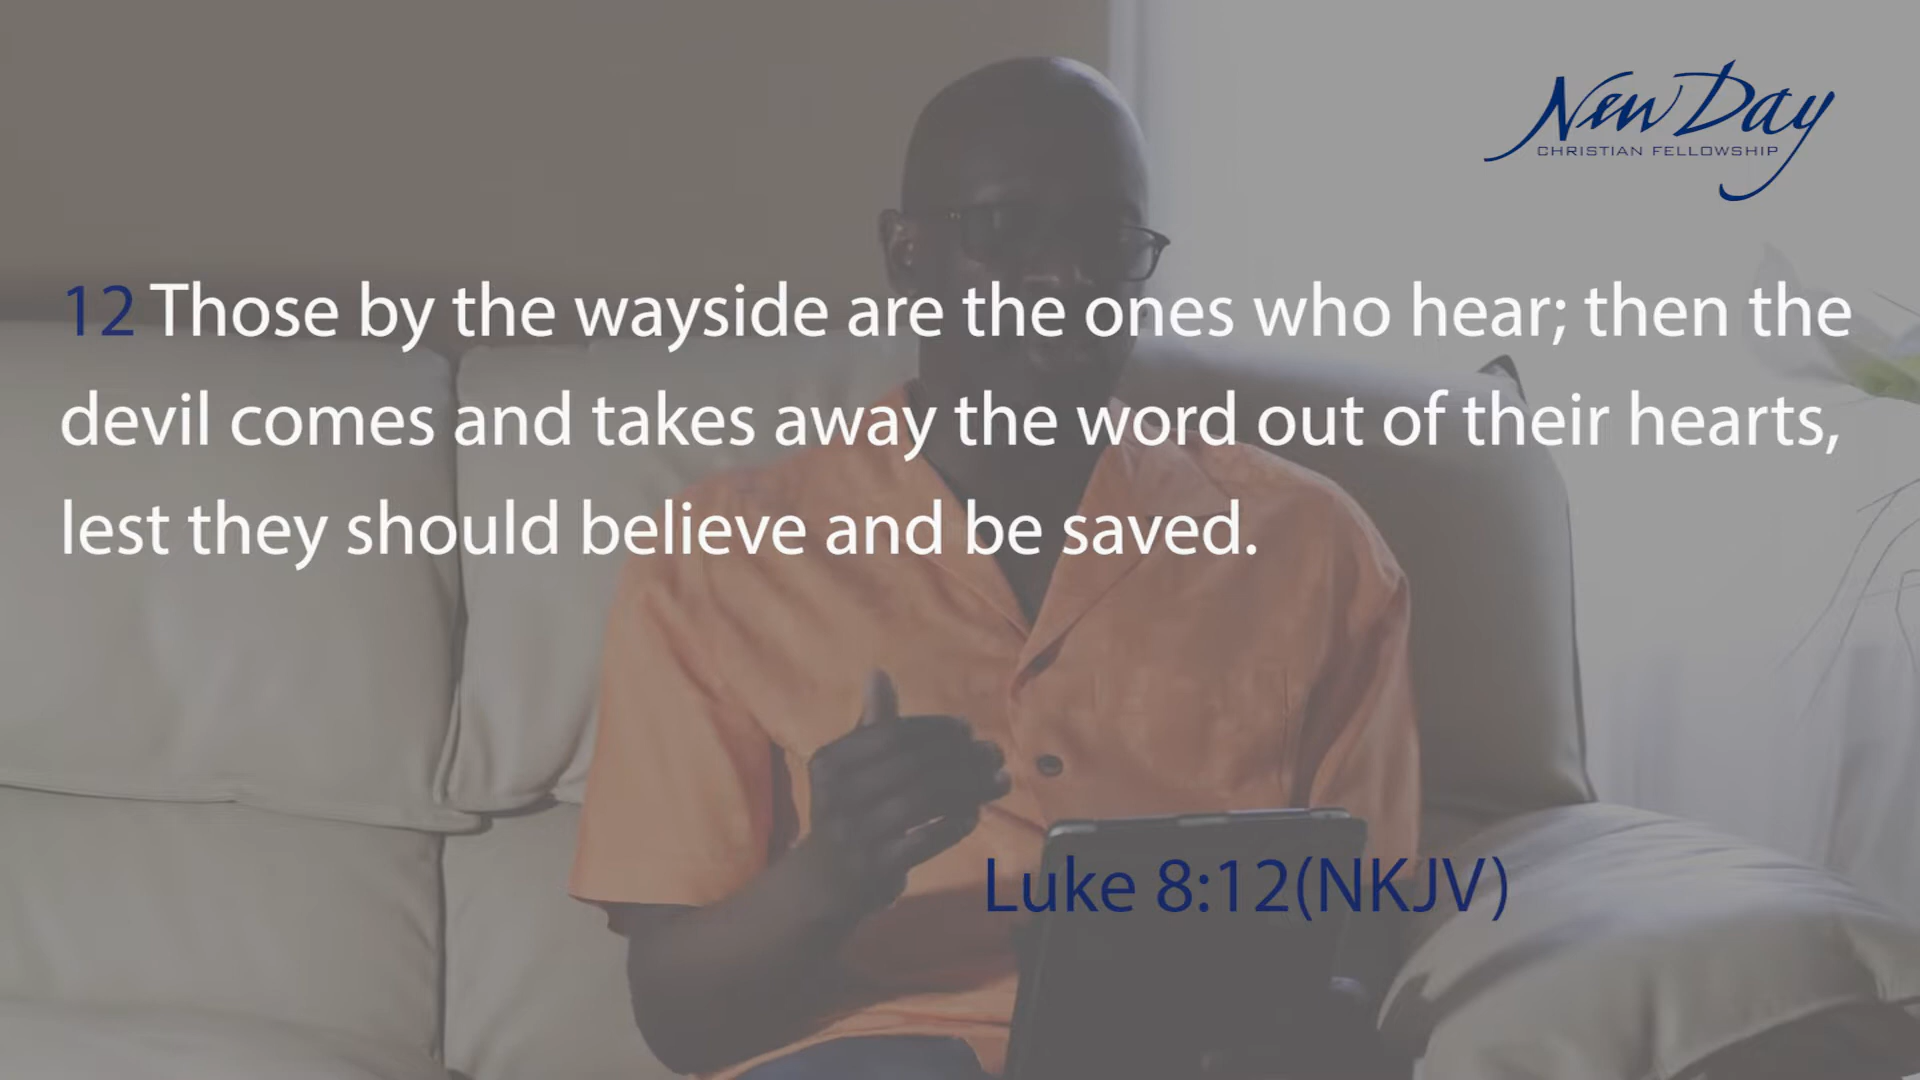 New Day
CHRISTIAN FELLOWSHIP
12 Those by the wayside are the ones who hear; then the
devil comes and takes away the word out of their hearts,
lest they should believe and be saved.
Luke 8:12(NKJV)